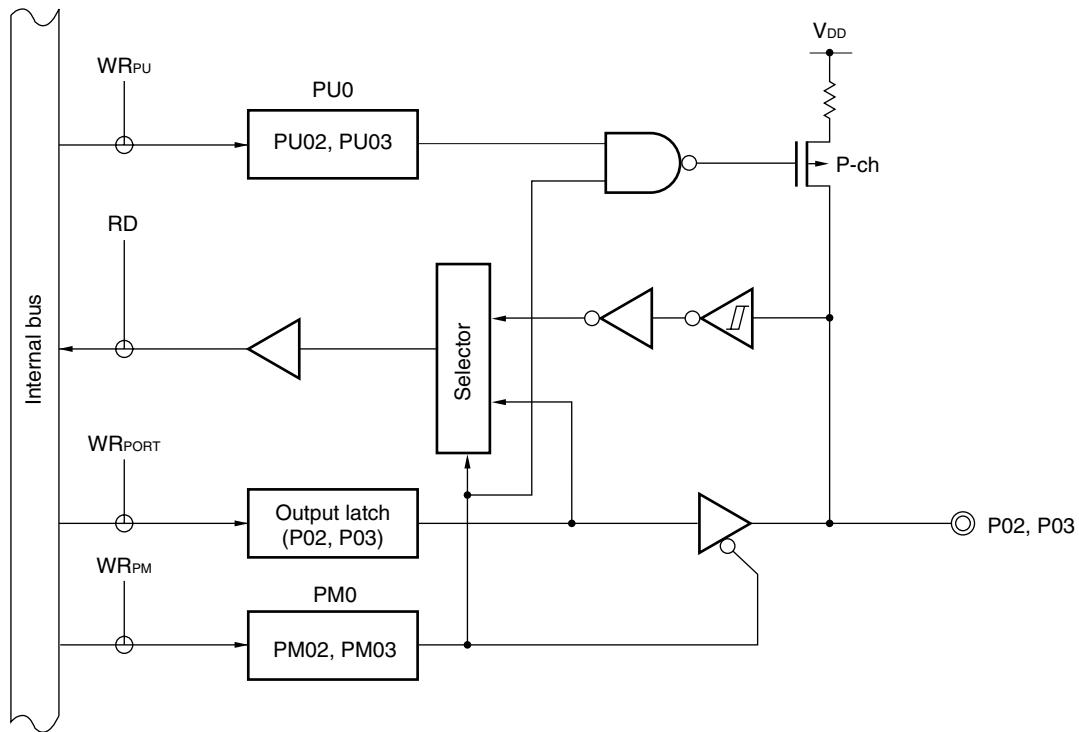 VDD
WRPU
PU0
PU02, PU03
P-ch
RD
Internal bus
Selector
WRPORT
Output latch
(P02, P03)
P02, P03
WRPM
PM0
PM02, PM03